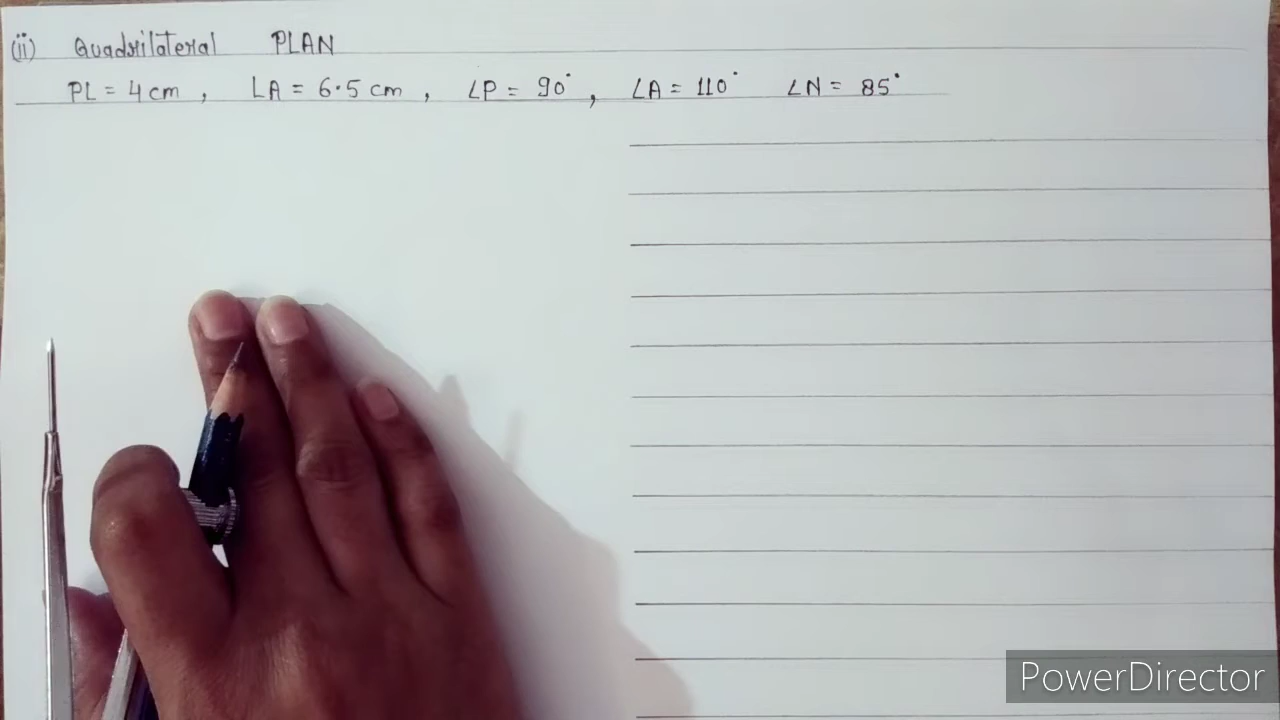 (ii) Quadrilateral PLAN
PL = 4 cm , LA = 6.5 cm , ∠P = 90° , ∠A = 110° ∠N = 85°
PowerDirector